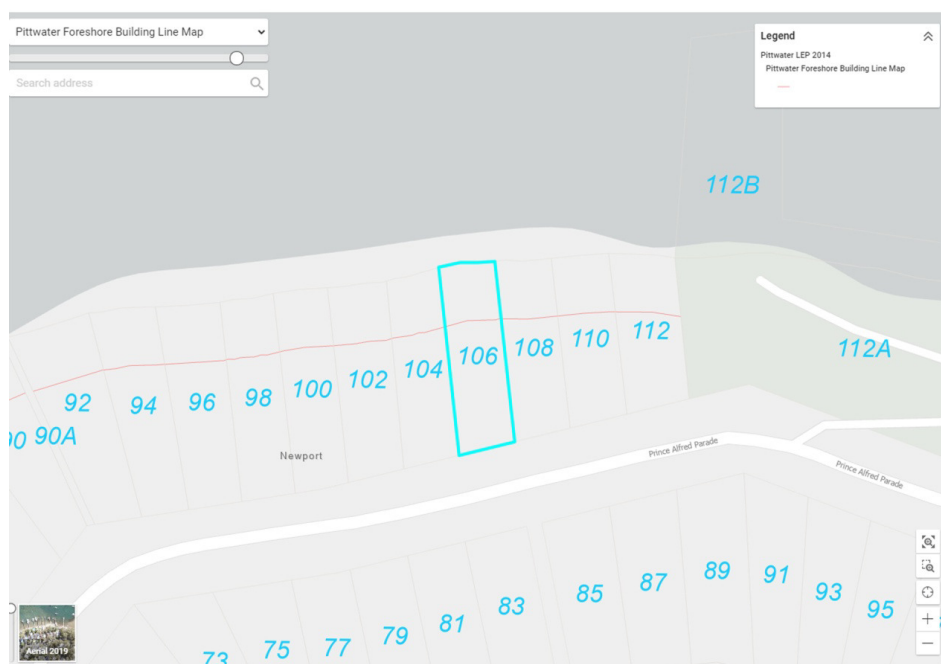 Pittwater Foreshore Building Line Map
Search address
Legend
Pittwater LEP 2014
Pittwater Foreshore Building Line Map
112B
112A
112
110
108
106
104
102
100
98
96
94
92
90A
90
Newport
Prince Alfred Parade
Prince Alfred Parade
73
75
77
79
81
83
85
87
89
91
93
95
Aerial 2019